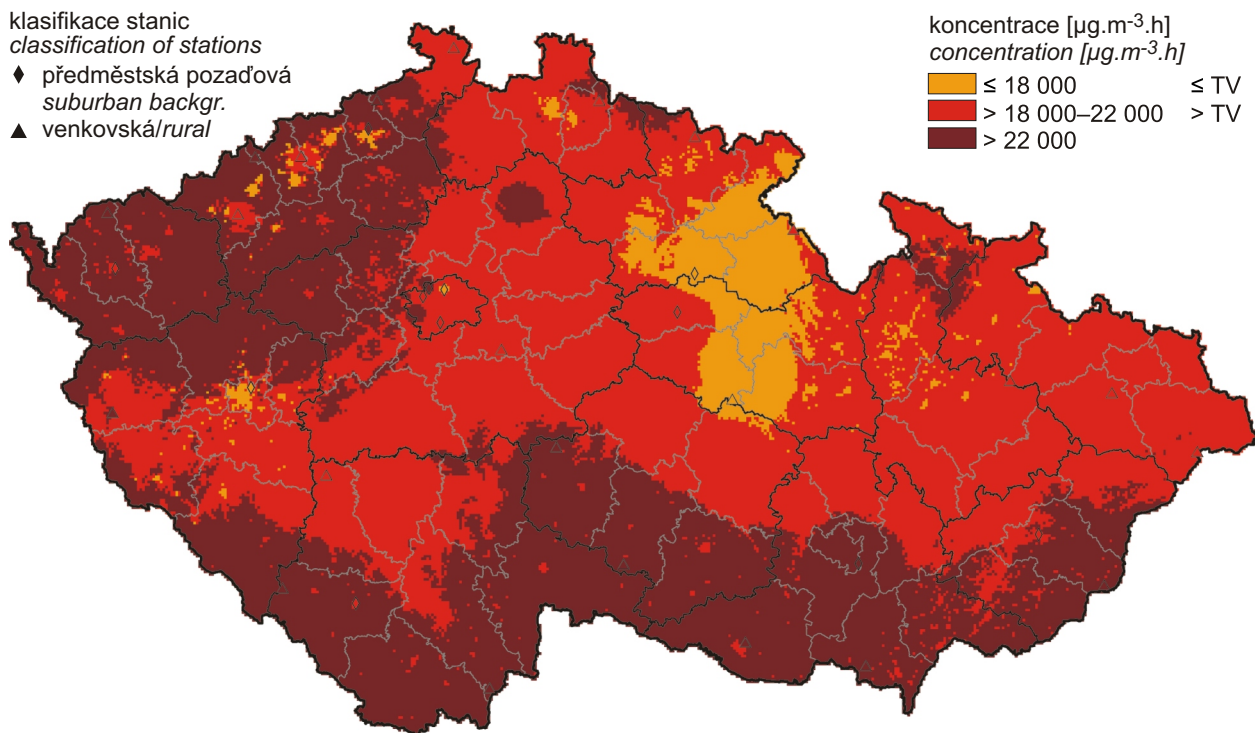 klasifikace stanic
classification of stations
předměstská pozaďová
suburban backgr.
venkovská/rural
koncentrace [µg.m-3.h]
concentration [µg.m-3.h]
≤ 18 000 ≤ TV
> 18 000–22 000 > TV
> 22 000